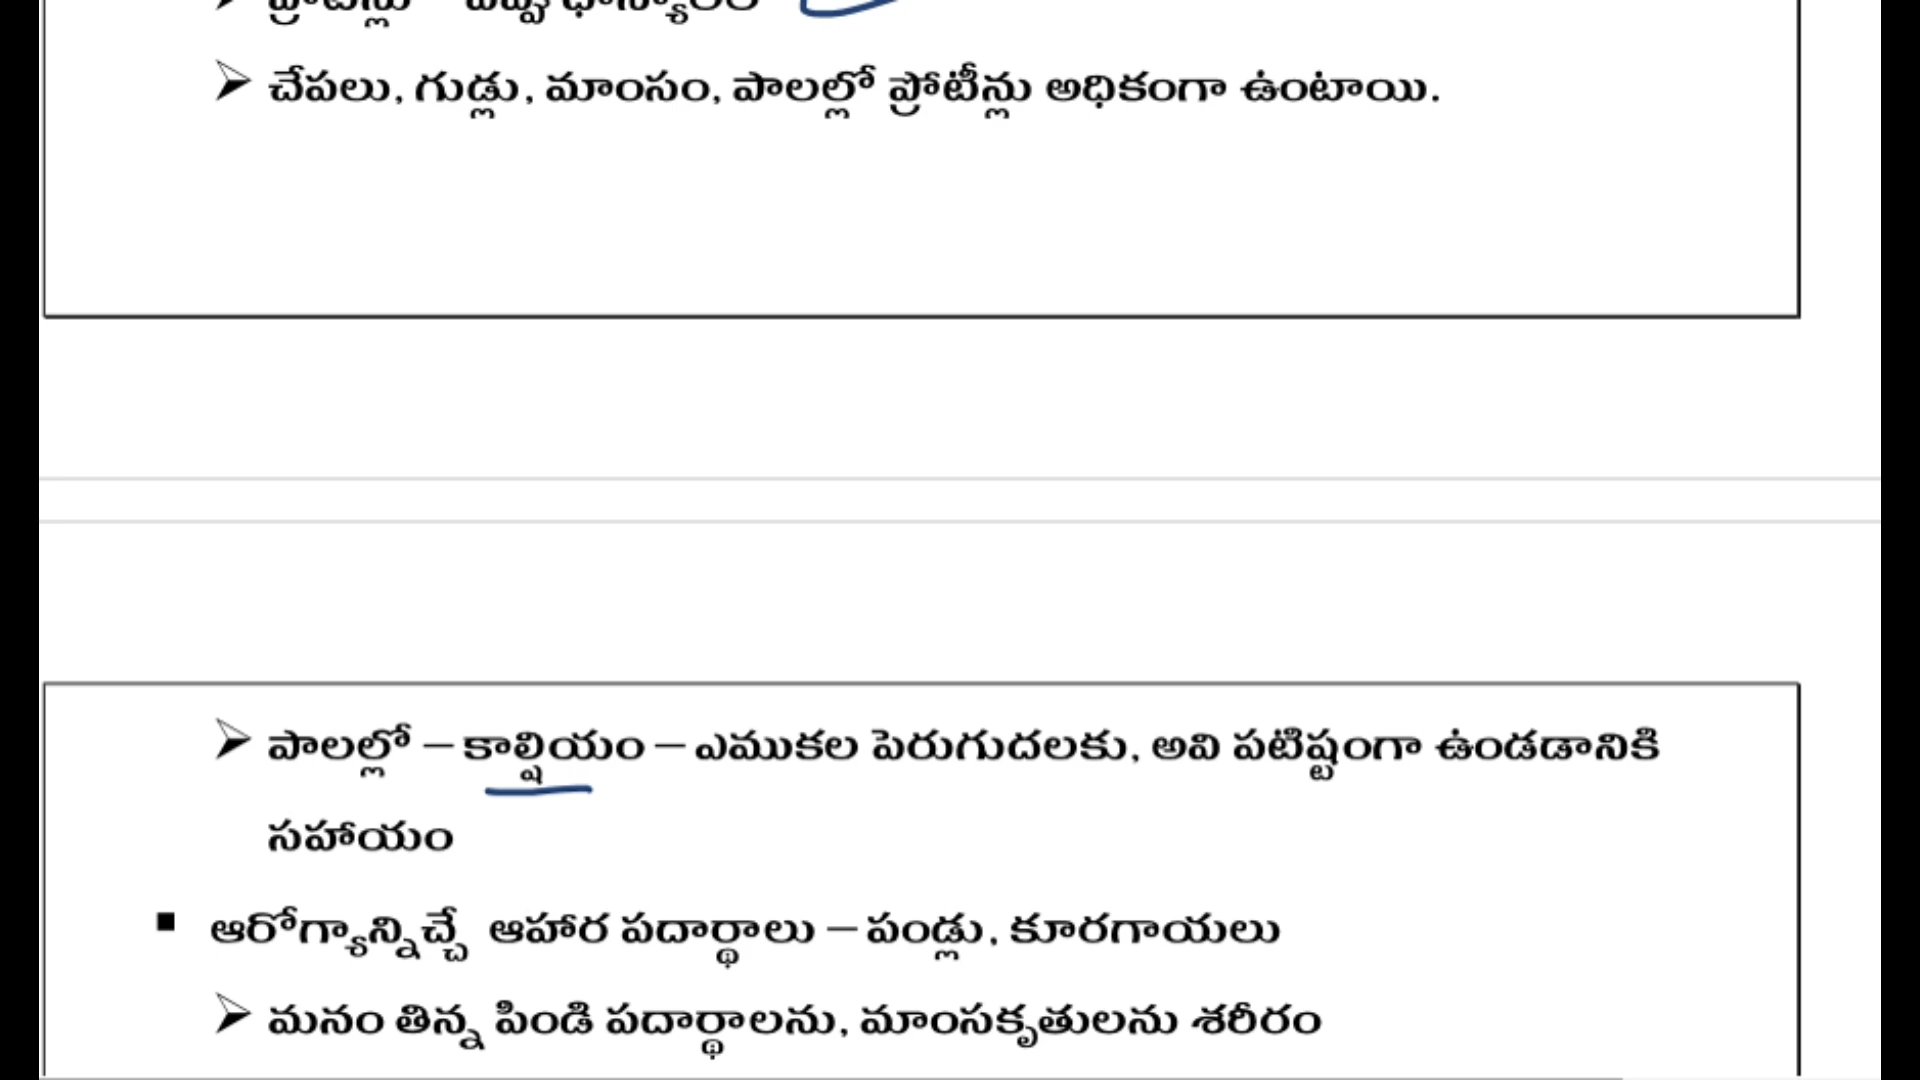 చేపలు, గుడ్లు, మాంసం, పాలల్లో ప్రోటీన్లు అధికంగా ఉంటాయి.
పాలల్లో – కాల్షియం – ఎముకల పెరుగుదలకు, అవి పటిష్టంగా ఉండడానికి
సహాయం
ఆరోగ్యాన్నిచ్చే ఆహార పదార్థాలు – పండ్లు, కూరగాయలు
మనం తిన్న పిండి పదార్థాలను, మాంసకృతులను శరీరం